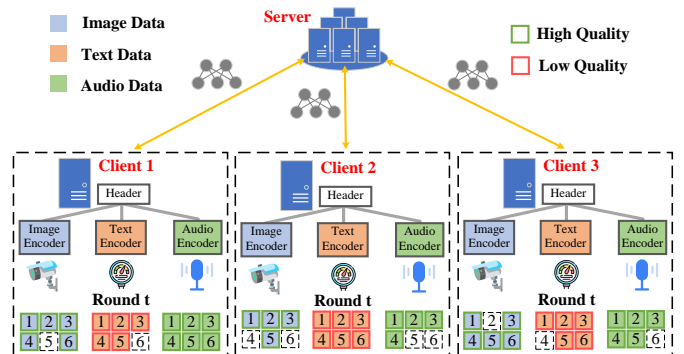 Image Data
Text Data
Audio Data
Server
High Quality
Low Quality
Client 1
Header
Image Encoder
Text Encoder
Audio Encoder
Round t
1 2 3
4 5 6
1 2 3
4 5 6
1 2 3
4 5 6
Client 2
Header
Image Encoder
Text Encoder
Audio Encoder
Round t
1 2 3
4 5 6
1 2 3
4 5 6
1 2 3
4 5 6
Client 3
Header
Image Encoder
Text Encoder
Audio Encoder
Round t
1 2 3
4 5 6
1 2 3
4 5 6
1 2 3
4 5 6